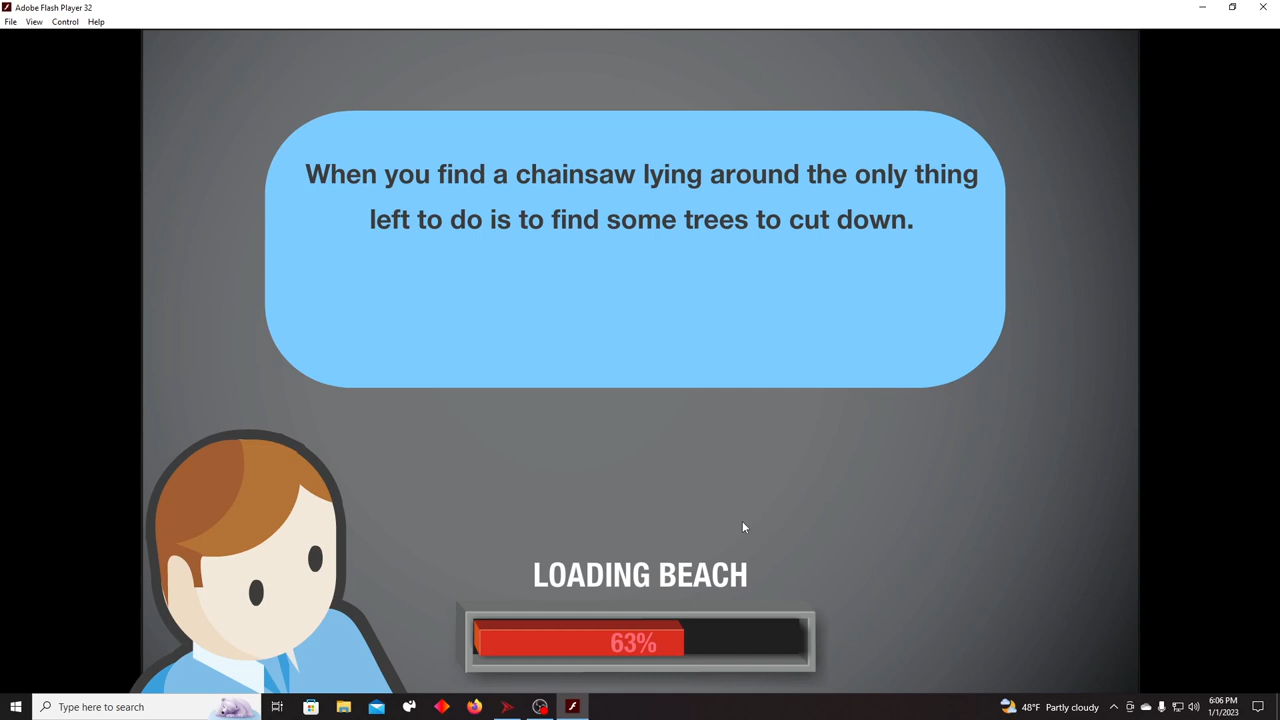 Adobe Flash Player 32
File View Control Help
When you find a chainsaw lying around the only thing
left to do is to find some trees to cut down.
LOADING BEACH
63%
Type here to search
48°F Partly cloudy
6:06 PM
1/1/2023